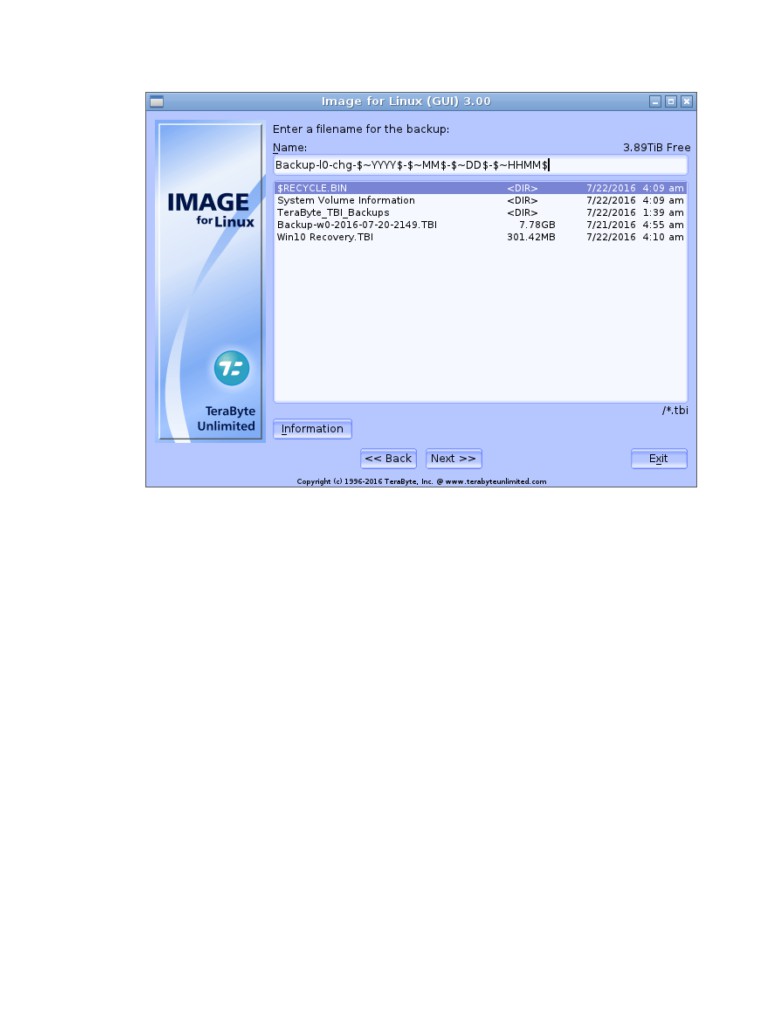 Image for Linux (GUI) 3.00
IMAGE
for Linux
TeraByte
Unlimited
Enter a filename for the backup:
Name: 3.89TiB Free
Backup-l0-chg-$~YYYY$-$~MM$-$~DD$-$~HHMM$
$RECYCLE.BIN <DIR> 7/22/2016 4:09 am
System Volume Information <DIR> 7/22/2016 4:09 am
TeraByte_TBI_Backups <DIR> 7/22/2016 1:39 am
Backup-w0-2016-07-20-2149.TBI 7.78GB 7/21/2016 4:55 am
Win10 Recovery.TBI 301.42MB 7/22/2016 4:10 am
/*.tbi
Information
<< Back Next >> Exit
Copyright (c) 1996-2016 TeraByte, Inc. @ www.terabyteunlimited.com